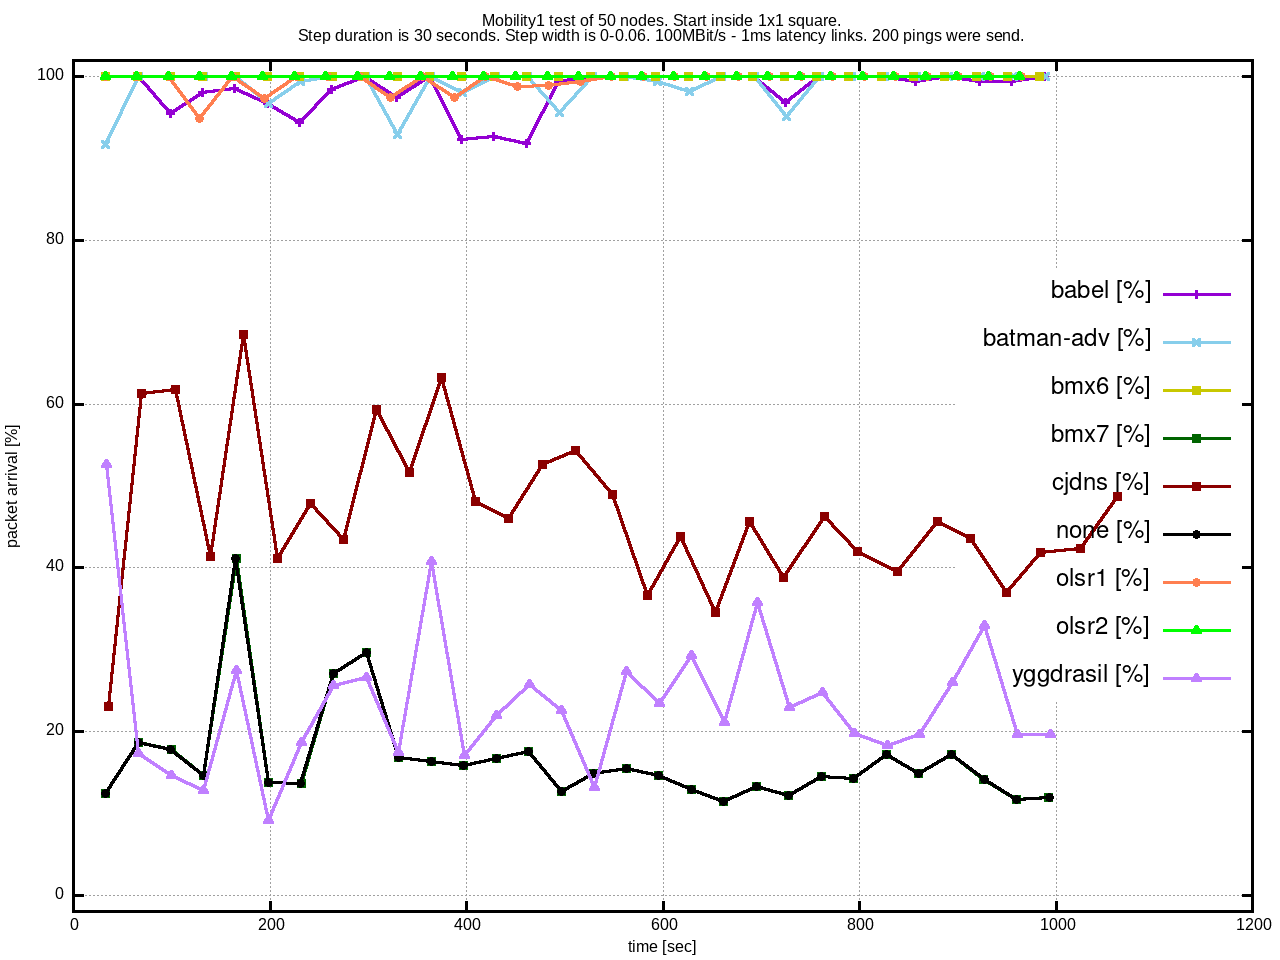 Mobility1 test of 50 nodes. Start inside 1x1 square.
Step duration is 30 seconds. Step width is 0-0.06. 100MBit/s - 1ms latency links. 200 pings were send.
100
80
60
40
20
0
packet arrival [%]
babel [%]
batman-adv [%]
bmx6 [%]
bmx7 [%]
cjdns [%]
none [%]
olsr1 [%]
olsr2 [%]
yggdrasil [%]
0 200 400 600 800 1000 1200
time [sec]